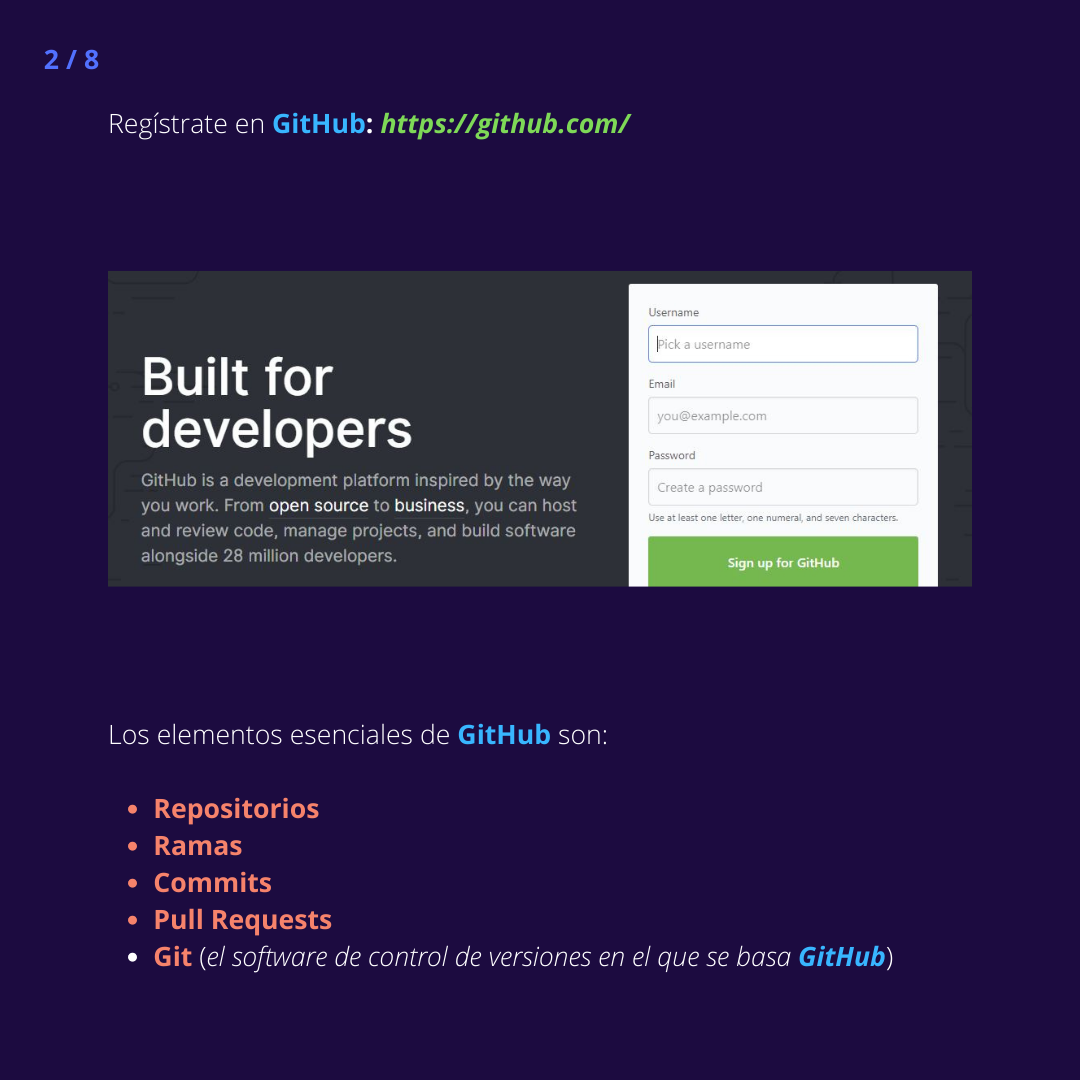 2 / 8
Regístrate en GitHub: https://github.com/
Built for
developers
GitHub is a development platform inspired by the way
you work. From open source to business, you can host
and review code, manage projects, and build software
alongside 28 million developers.
Username
Pick a username
Email
you@example.com
Password
Create a password
Use at least one letter, one numeral, and seven characters.
Sign up for GitHub
Los elementos esenciales de GitHub son:
• Repositorios
• Ramas
• Commits
• Pull Requests
• Git (el software de control de versiones en el que se basa GitHub)